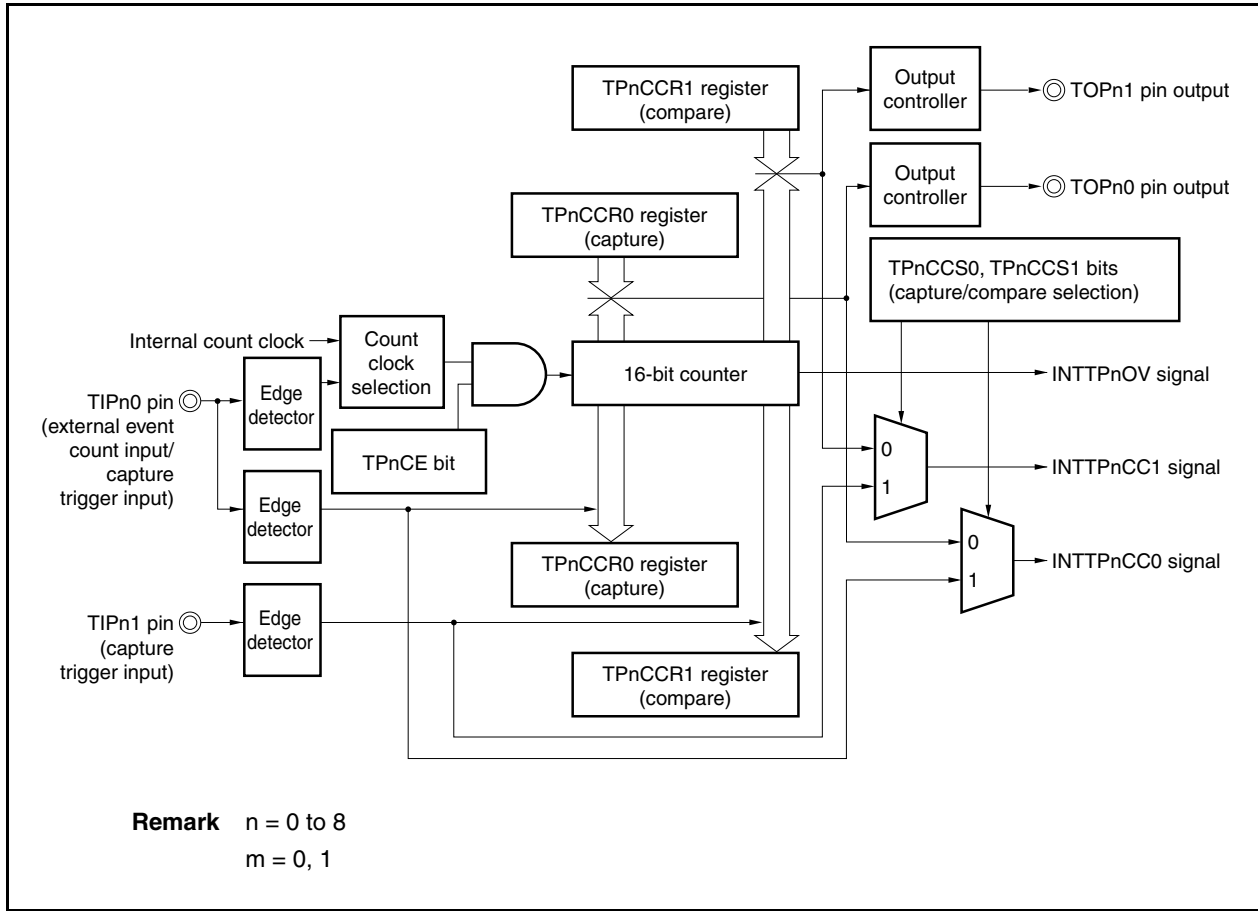 TPnCCR1 register
(compare)
Output
controller
TOPn1 pin output
Output
controller
TOPn0 pin output
TPnCCR0 register
(capture)
TPnCCS0, TPnCCS1 bits
(capture/compare selection)
Internal count clock
Count
clock
selection
16-bit counter
INTTPnOV signal
TIPn0 pin
(external event
count input/
capture
trigger input)
Edge
detector
TPnCE bit
0
1
INTTPnCC1 signal
Edge
detector
TPnCCR0 register
(capture)
0
1
INTTPnCC0 signal
TIPn1 pin
(capture
trigger input)
Edge
detector
TPnCCR1 register
(compare)
Remark n = 0 to 8
m = 0, 1